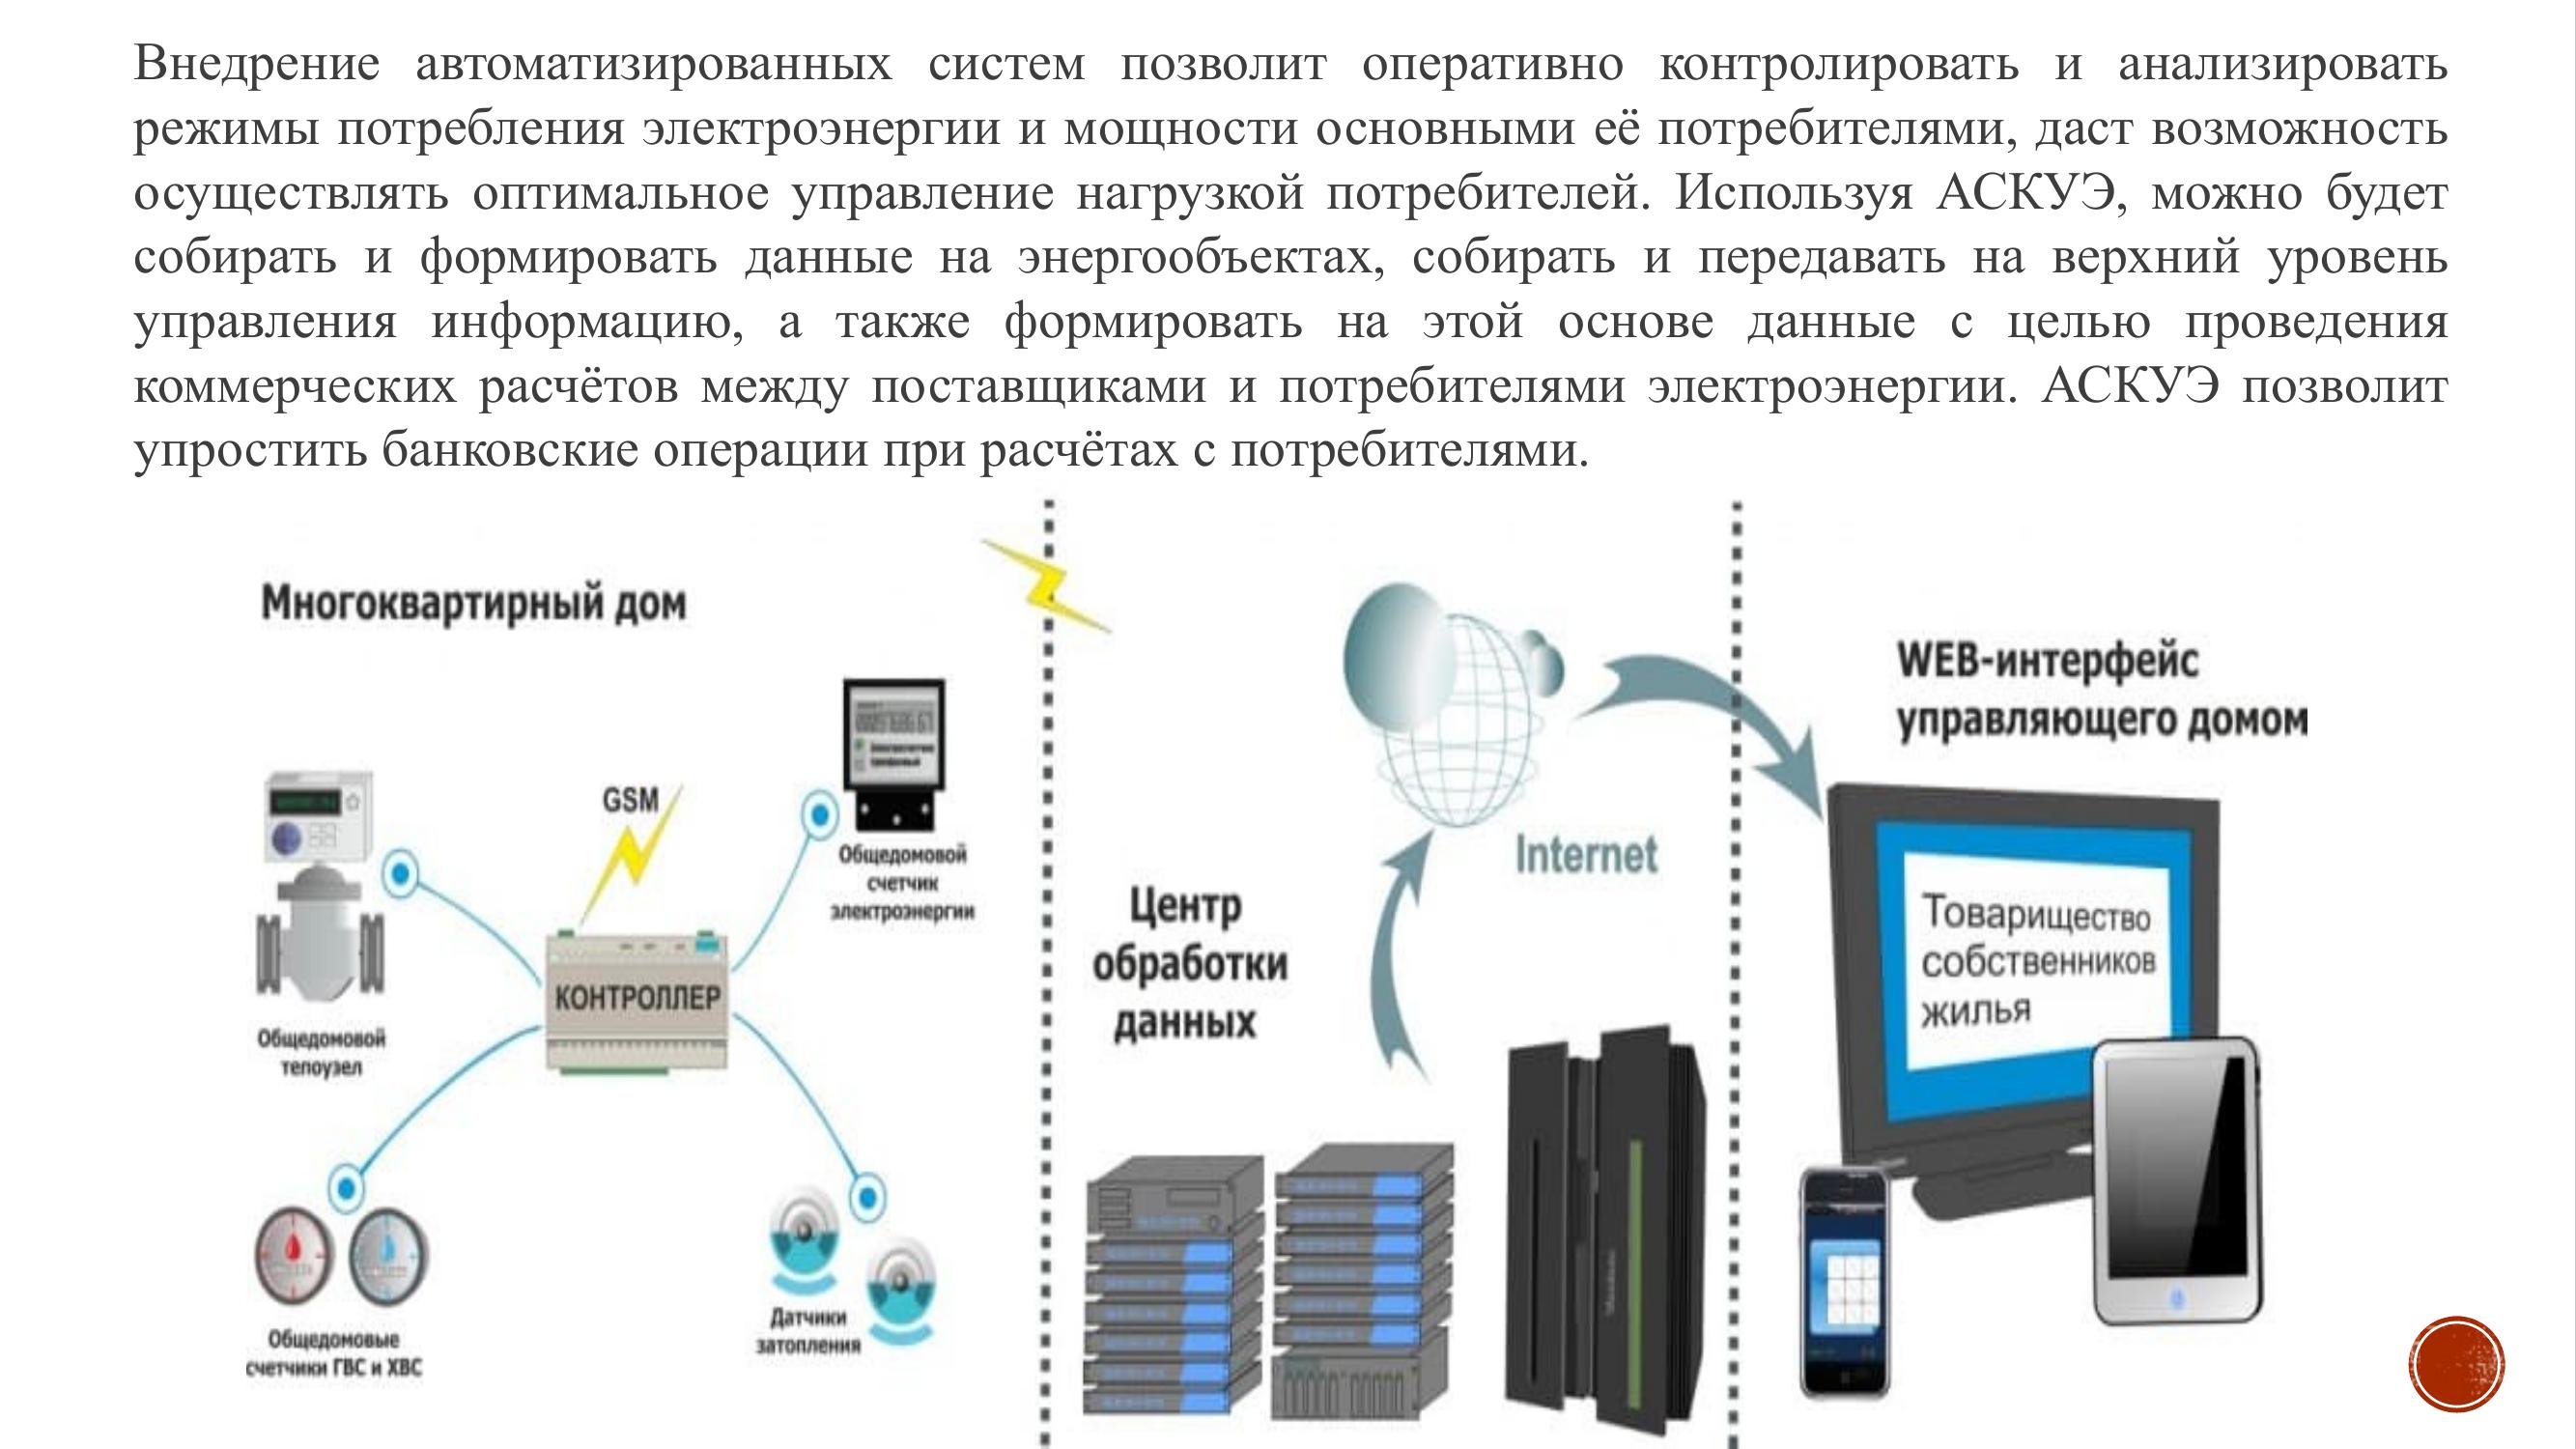 Внедрение автоматизированных систем позволит оперативно контролировать и анализировать
режимы потребления электроэнергии и мощности основными её потребителями, даст возможность
осуществлять оптимальное управление нагрузкой потребителей. Используя АСКУЭ, можно будет
собирать и формировать данные на энергообъектах, собирать и передавать на верхний уровень
управления информацию, а также формировать на этой основе данные с целью проведения
коммерческих расчётов между поставщиками и потребителями электроэнергии. АСКУЭ позволит
упростить банковские операции при расчётах с потребителями.
Многоквартирный дом
GSM
Общедомовой
счетчик
электроэнергии
КОНТРОЛЛЕР
Общедомовой
тепоузел
Общедомовые
счетчики ГВС и ХВС
Датчики
затопления
Центр
обработки
данных
Internet
WEB-интерфейс
управляющего домом
Товарищество
собственников
жилья